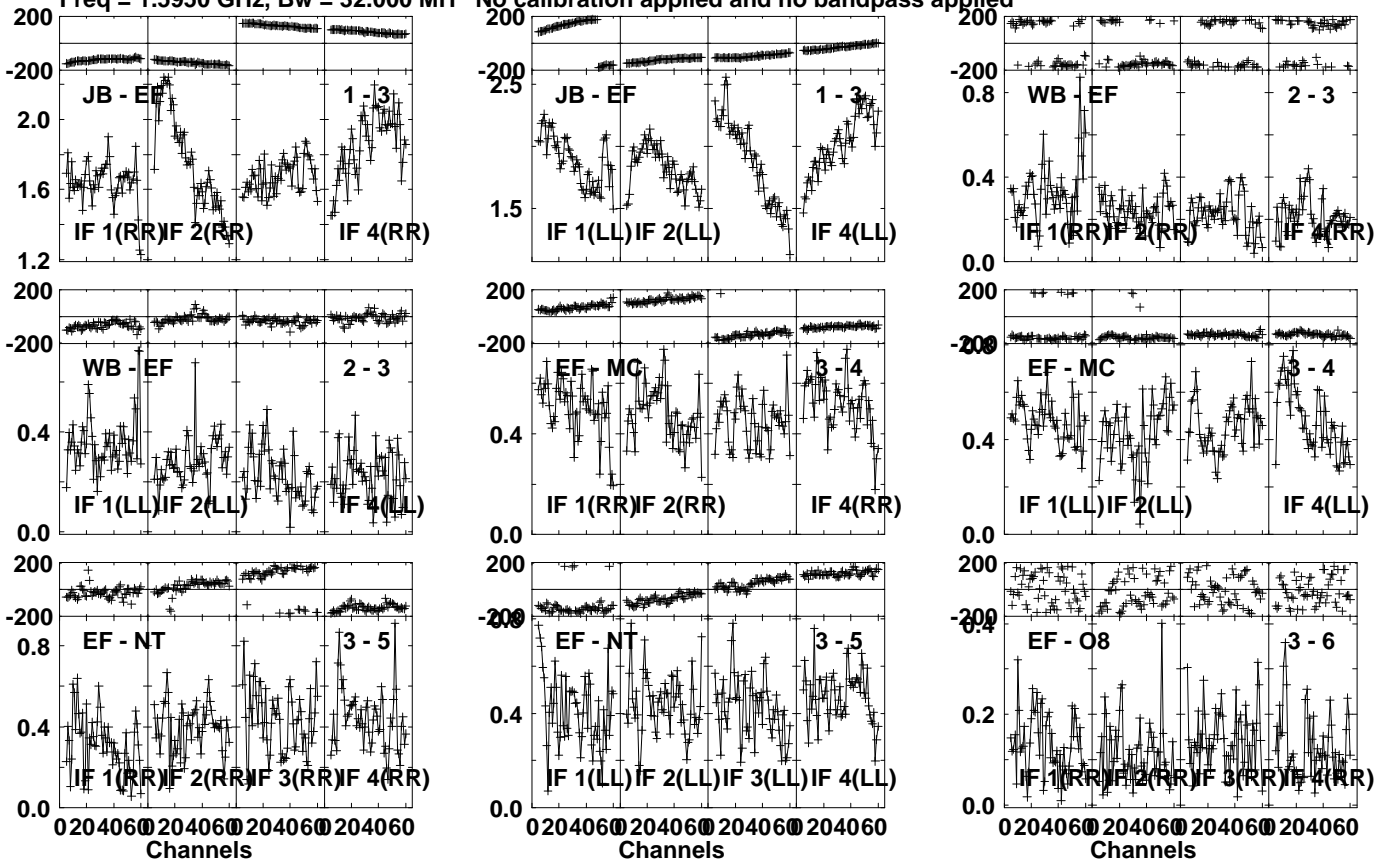 Freq = 1.5950 GHz, Bw = 32.000 MH No calibration applied and no bandpass applied
200
-200
JB - EF 1 - 3
2.0
1.6
1.2
IF 1(RR) IF 2(RR) IF 4(RR)
JB - EF 1 - 3
2.5
1.5
IF 1(LL) IF 2(LL) IF 4(LL)
WB - EF 2 - 3
0.8
0.4
0.0
IF 1(RR) IF 2(RR) IF 4(RR)
200
-200
WB - EF 2 - 3
0.4
0.0
IF 1(LL) IF 2(LL) IF 4(LL)
200
-200
EF - MC 3 - 4
0.4
0.0
IF 1(RR) IF 2(RR) IF 4(RR)
200
-200
0.8
EF - MC 3 - 4
0.4
0.0
IF 1(LL) IF 2(LL) IF 4(LL)
200
-200
EF - NT 3 - 5
0.8
0.4
0.0
IF 1(RR) IF 2(RR) IF 3(RR) IF 4(RR)
0 20 40 60 0 20 40 60 0 20 40 60 0 20 40 60
Channels
200
-200
0.8
EF - NT 3 - 5
0.4
0.0
IF 1(LL) IF 2(LL) IF 3(LL) IF 4(LL)
0 20 40 60 0 20 40 60 0 20 40 60 0 20 40 60
Channels
200
-200
0.4
EF - O8 3 - 6
0.2
0.0
IF 1(RR) IF 2(RR) IF 3(RR) IF 4(RR)
0 20 40 60 0 20 40 60 0 20 40 60 0 20 40 60
Channels